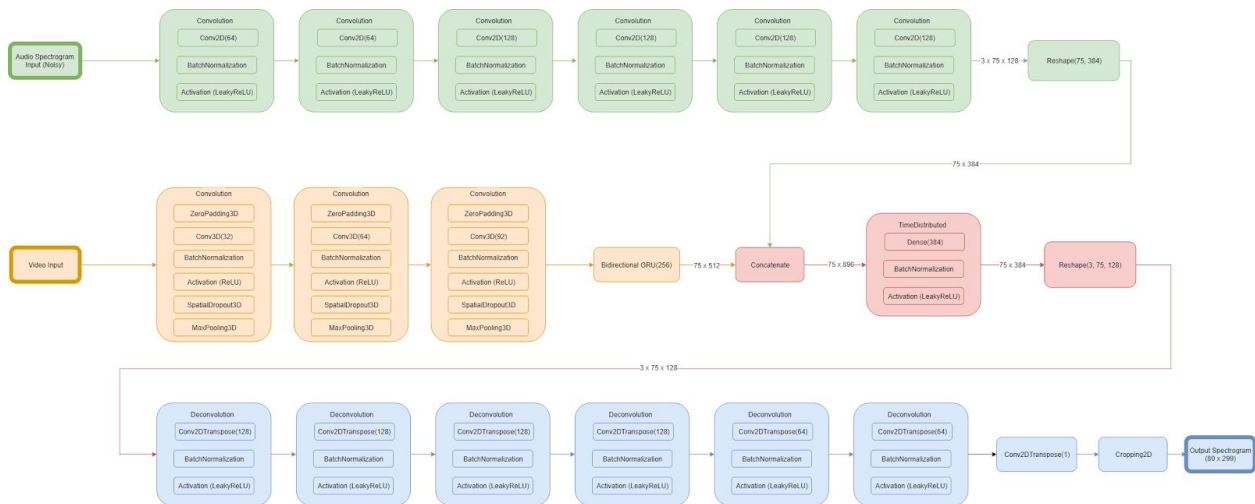 Convolution
Conv2D(64)
BatchNormalization
Activation (LeakyReLU)
Convolution
Conv2D(64)
BatchNormalization
Activation (LeakyReLU)
Convolution
Conv2D(128)
BatchNormalization
Activation (LeakyReLU)
Convolution
Conv2D(128)
BatchNormalization
Activation (LeakyReLU)
Convolution
Conv2D(128)
BatchNormalization
Activation (LeakyReLU)
Convolution
Conv2D(128)
BatchNormalization
Activation (LeakyReLU)
Audio Spectrogram
Input (Noisy)
3 x 75 x 128
Reshape(75, 384)
75 x 384
Video Input
Convolution
ZeroPadding3D
Conv3D(32)
BatchNormalization
Activation (ReLU)
SpatialDropout3D
MaxPooling3D
Convolution
ZeroPadding3D
Conv3D(64)
BatchNormalization
Activation (ReLU)
SpatialDropout3D
MaxPooling3D
Convolution
ZeroPadding3D
Conv3D(92)
BatchNormalization
Activation (ReLU)
SpatialDropout3D
MaxPooling3D
Bidirectional GRU(256)
75 x 512
Concatenate
75 x 896
TimeDistributed
Dense(384)
BatchNormalization
Activation (LeakyReLU)
75 x 384
Reshape(3, 75, 128)
3 x 75 x 128
Deconvolution
Conv2DTranspose(128)
BatchNormalization
Activation (LeakyReLU)
Deconvolution
Conv2DTranspose(128)
BatchNormalization
Activation (LeakyReLU)
Deconvolution
Conv2DTranspose(128)
BatchNormalization
Activation (LeakyReLU)
Deconvolution
Conv2DTranspose(128)
BatchNormalization
Activation (LeakyReLU)
Deconvolution
Conv2DTranspose(64)
BatchNormalization
Activation (LeakyReLU)
Deconvolution
Conv2DTranspose(64)
BatchNormalization
Activation (LeakyReLU)
Conv2DTranspose(1)
Cropping2D
Output Spectrogram
(80 x 299)